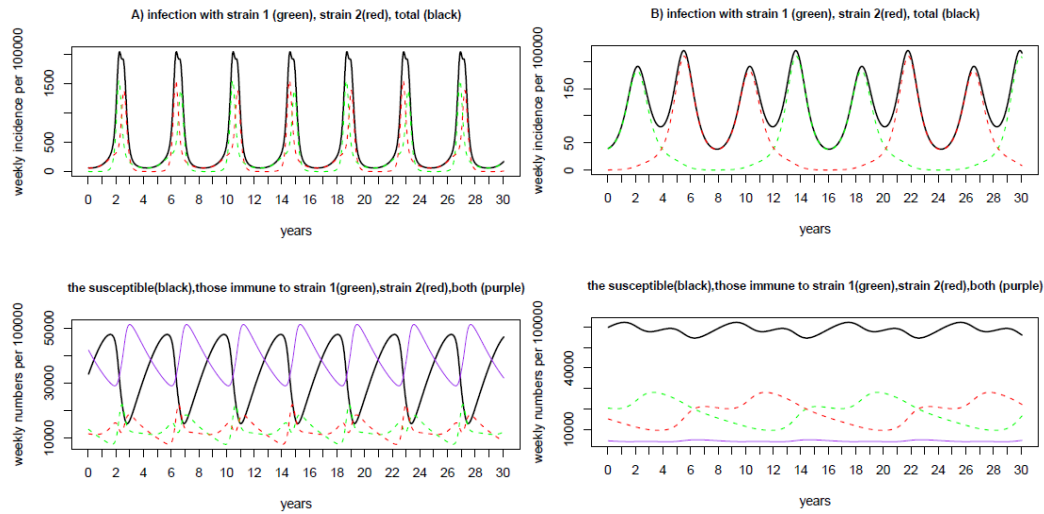 A) infection with strain 1 (green), strain 2(red), total (black)
weekly incidence per 100000
0 500 1500
0 2 4 6 8 10 12 14 16 18 20 22 24 26 28 30
years
B) infection with strain 1 (green), strain 2(red), total (black)
weekly incidence per 100000
0 50 150
0 2 4 6 8 10 12 14 16 18 20 22 24 26 28 30
years
the susceptible(black),those immune to strain 1(green),strain 2(red),both (purple)
weekly numbers per 100000
10000 30000 50000
0 2 4 6 8 10 12 14 16 18 20 22 24 26 28 30
years
the susceptible(black),those immune to strain 1(green),strain 2(red),both (purple)
weekly numbers per 100000
10000 40000
0 2 4 6 8 10 12 14 16 18 20 22 24 26 28 30
years